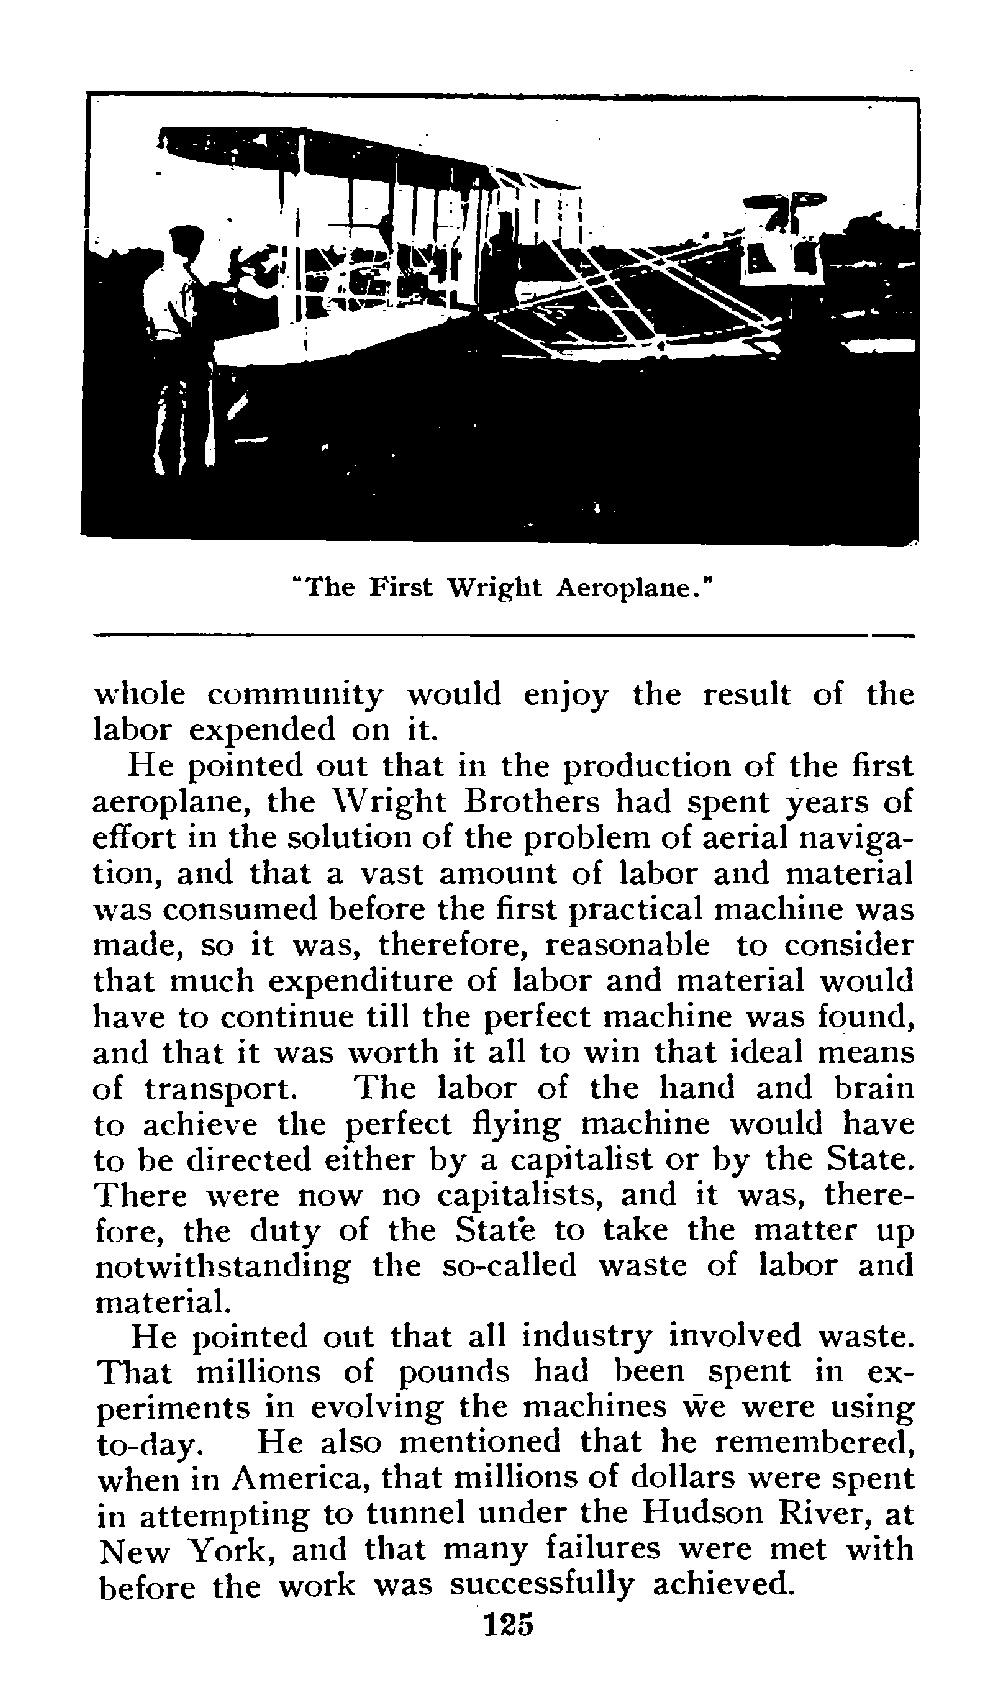 "The First Wright Aeroplane."
whole community would enjoy the result of the
labor expended on it.
He pointed out that in the production of the first
aeroplane, the Wright Brothers had spent years of
effort in the solution of the problem of aerial naviga-
tion, and that a vast amount of labor and material
was consumed before the first practical machine was
made, so it was, therefore, reasonable to consider
that much expenditure of labor and material would
have to continue till the perfect machine was found,
and that it was worth it all to win that ideal means
of transport. The labor of the hand and brain
to achieve the perfect flying machine would have
to be directed either by a capitalist or by the State.
There were now no capitalists, and it was, there-
fore, the duty of the State to take the matter up
notwithstanding the so-called waste of labor and
material.
He pointed out that all industry involved waste.
That millions of pounds had been spent in ex-
periments in evolving the machines we were using
to-day. He also mentioned that he remembered,
when in America, that millions of dollars were spent
in attempting to tunnel under the Hudson River, at
New York, and that many failures were met with
before the work was successfully achieved.
125